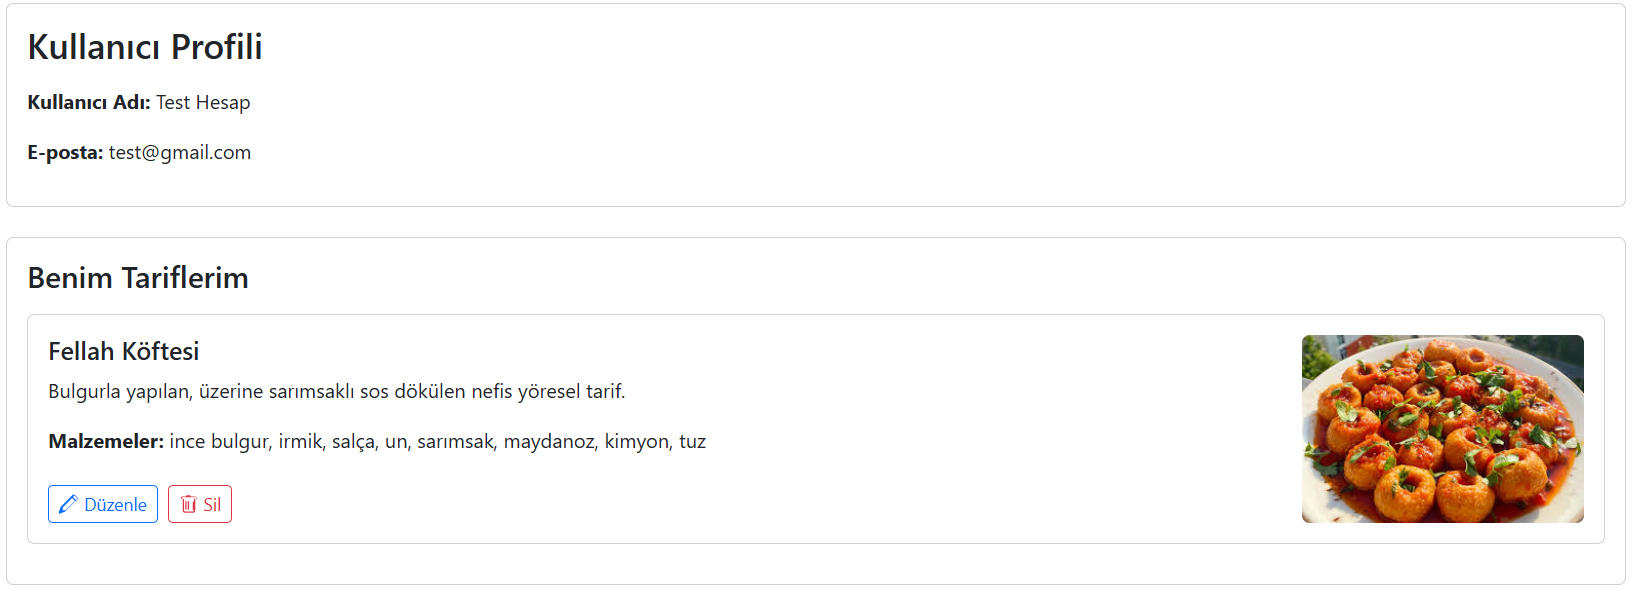 Kullanıcı Profili
Kullanıcı Adı: Test Hesap
E-posta: test@gmail.com
Benim Tariflerim
Fellah Köftesi
Bulgurla yapılan, üzerine sarımsaklı sos dökülen nefis yöresel tarif.
Malzemeler: ince bulgur, irmik, salça, un, sarımsak, maydanoz, kimyon, tuz
Düzenle Sil